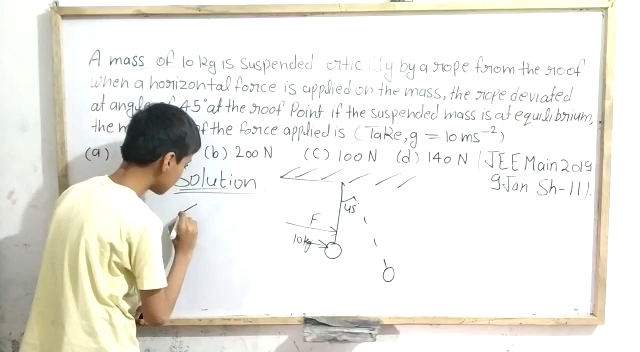 A mass of 10 kg is suspended by a rope from the roof
when a horizontal force is applied on the mass, the rope deviated
at angle of 45° at the roof Point if the suspended mass is at equilibrium,
the of the force applied is (Take, g = 10 ms⁻²)
(a) (b) 200 N (c) 100 N (d) 140 N (JEE Main 2019
9 Jan Sh-II)
Solution
45
F
10kg